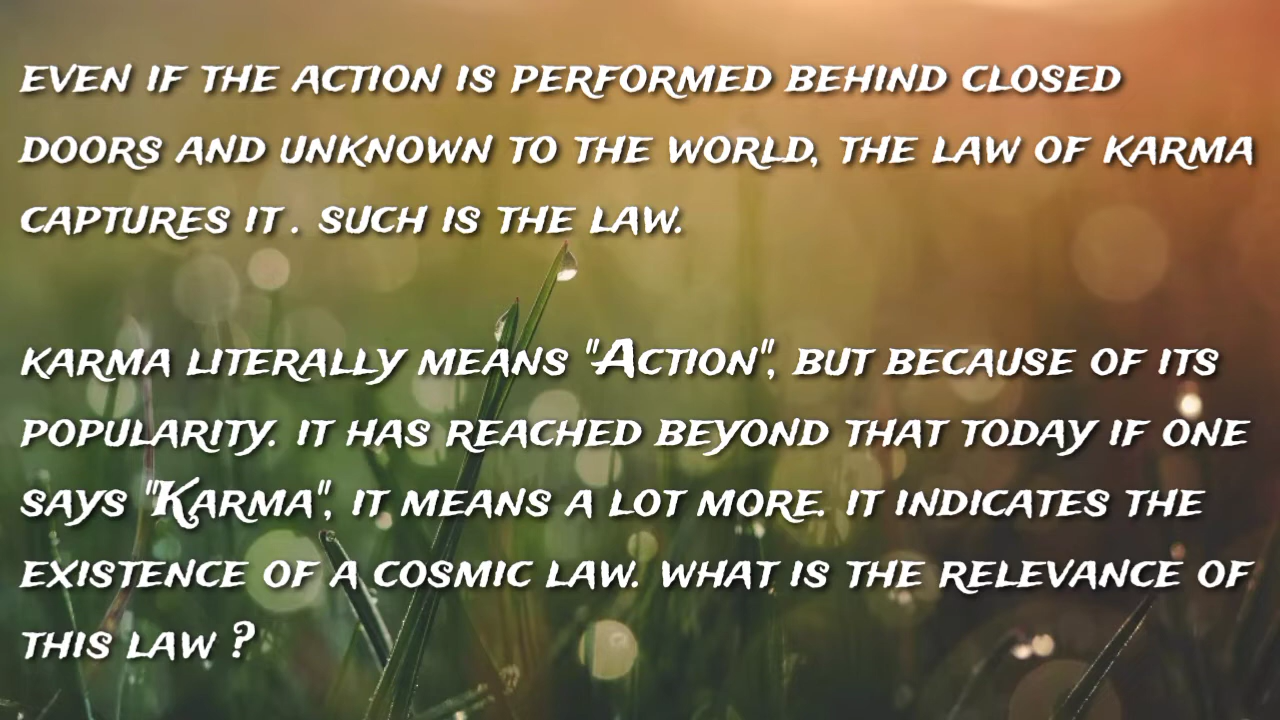 EVEN IF THE ACTION IS PERFORMED BEHIND CLOSED
DOORS AND UNKNOWN TO THE WORLD, THE LAW OF KARMA
CAPTURES IT . SUCH IS THE LAW.
KARMA LITERALLY MEANS "ACTION", BUT BECAUSE OF ITS
POPULARITY. IT HAS REACHED BEYOND THAT TODAY IF ONE
SAYS "KARMA", IT MEANS A LOT MORE. IT INDICATES THE
EXISTENCE OF A COSMIC LAW. WHAT IS THE RELEVANCE OF
THIS LAW ?